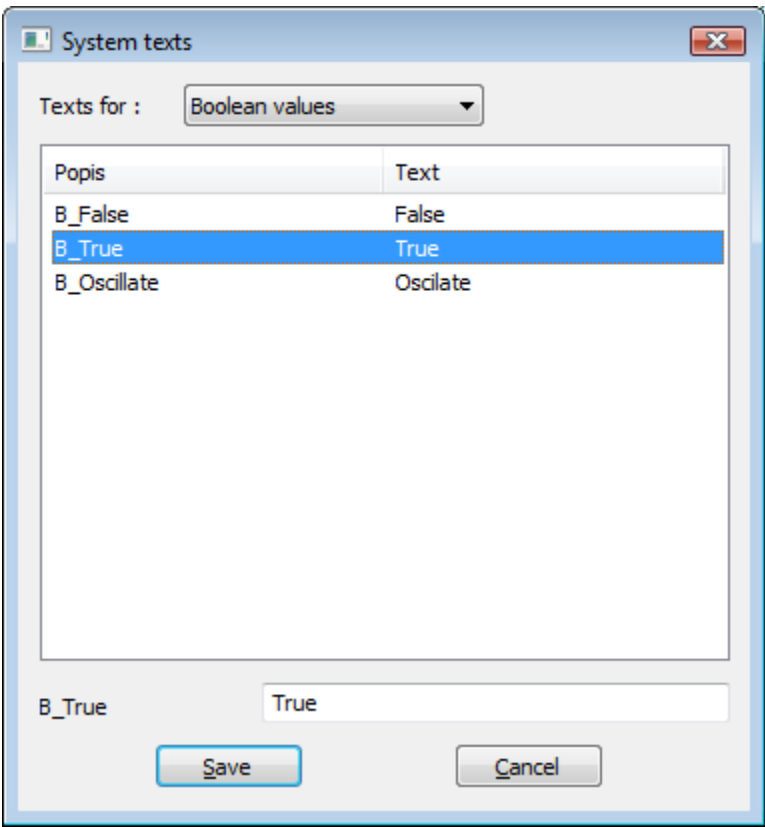 System texts
Texts for : Boolean values
Popis Text
B_False False
B_True True
B_Oscillate Oscilate
B_True True
Save Cancel